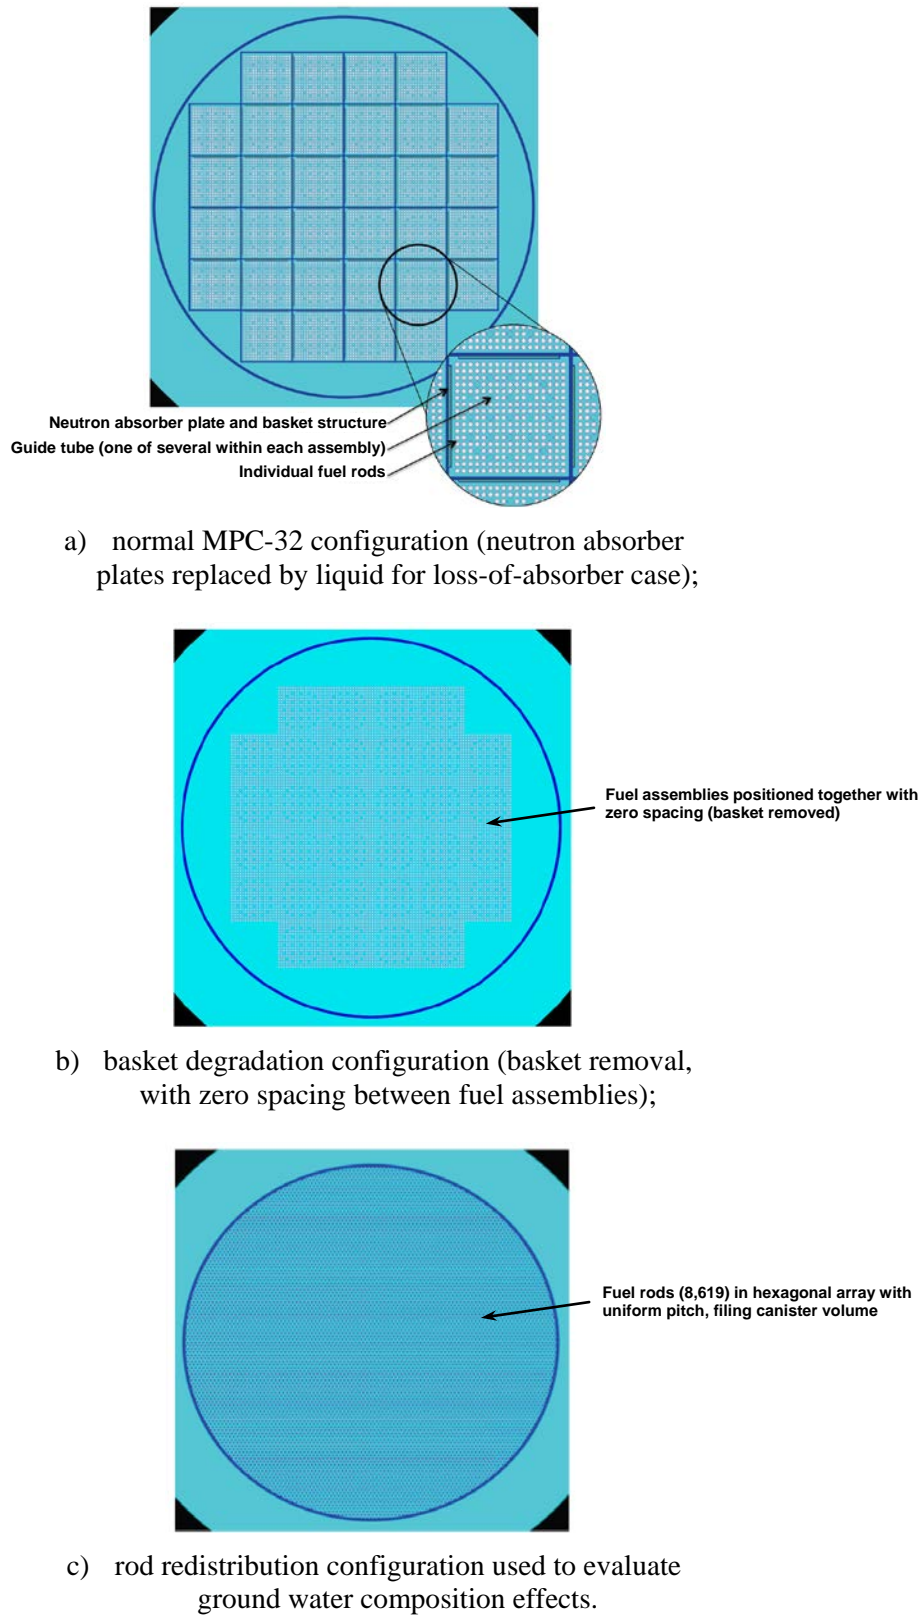 Neutron absorber plate and basket structure
Guide tube (one of several within each assembly)
Individual fuel rods
a) normal MPC-32 configuration (neutron absorber
plates replaced by liquid for loss-of-absorber case);
Fuel assemblies positioned together with
zero spacing (basket removed)
b) basket degradation configuration (basket removal,
with zero spacing between fuel assemblies);
Fuel rods (8,619) in hexagonal array with
uniform pitch, filing canister volume
c) rod redistribution configuration used to evaluate
ground water composition effects.